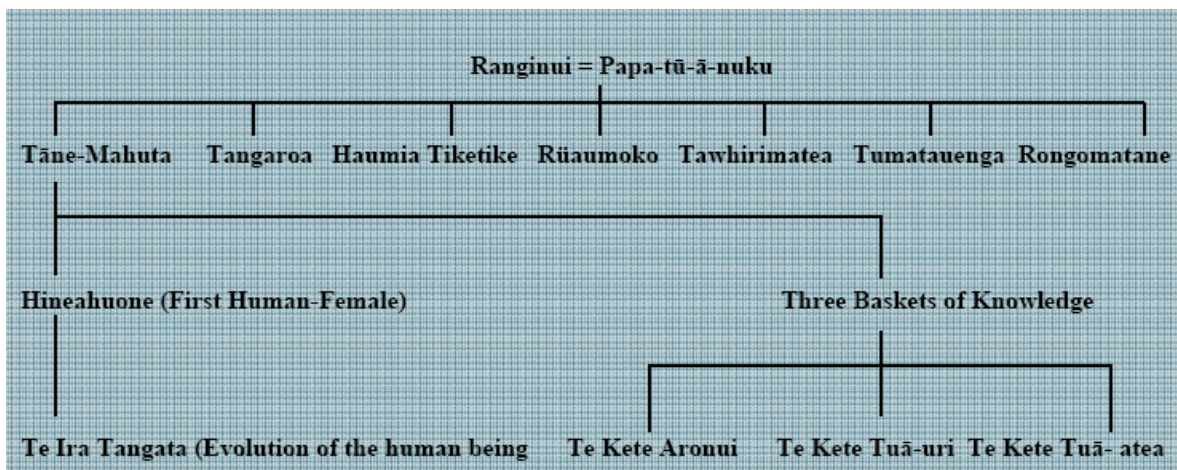 Ranginui = Papa-tū-ā-nuku
Tāne-Mahuta Tangaroa Haumia Tiketike Rüaumoko Tawhirimatea Tumatauenga Rongomatane
Hineahuone (First Human-Female) Three Baskets of Knowledge
Te Ira Tangata (Evolution of the human being Te Kete Aronui Te Kete Tuā-uri Te Kete Tuā- atea